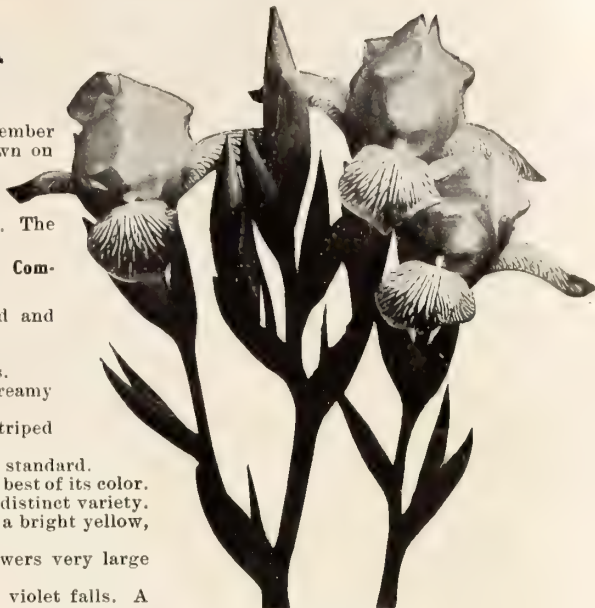 ember
wn on
. The
Com-
d and
s.
reamy
triped
standard.
best of its color.
distinct variety.
a bright yellow,
wers very large
violet falls. A